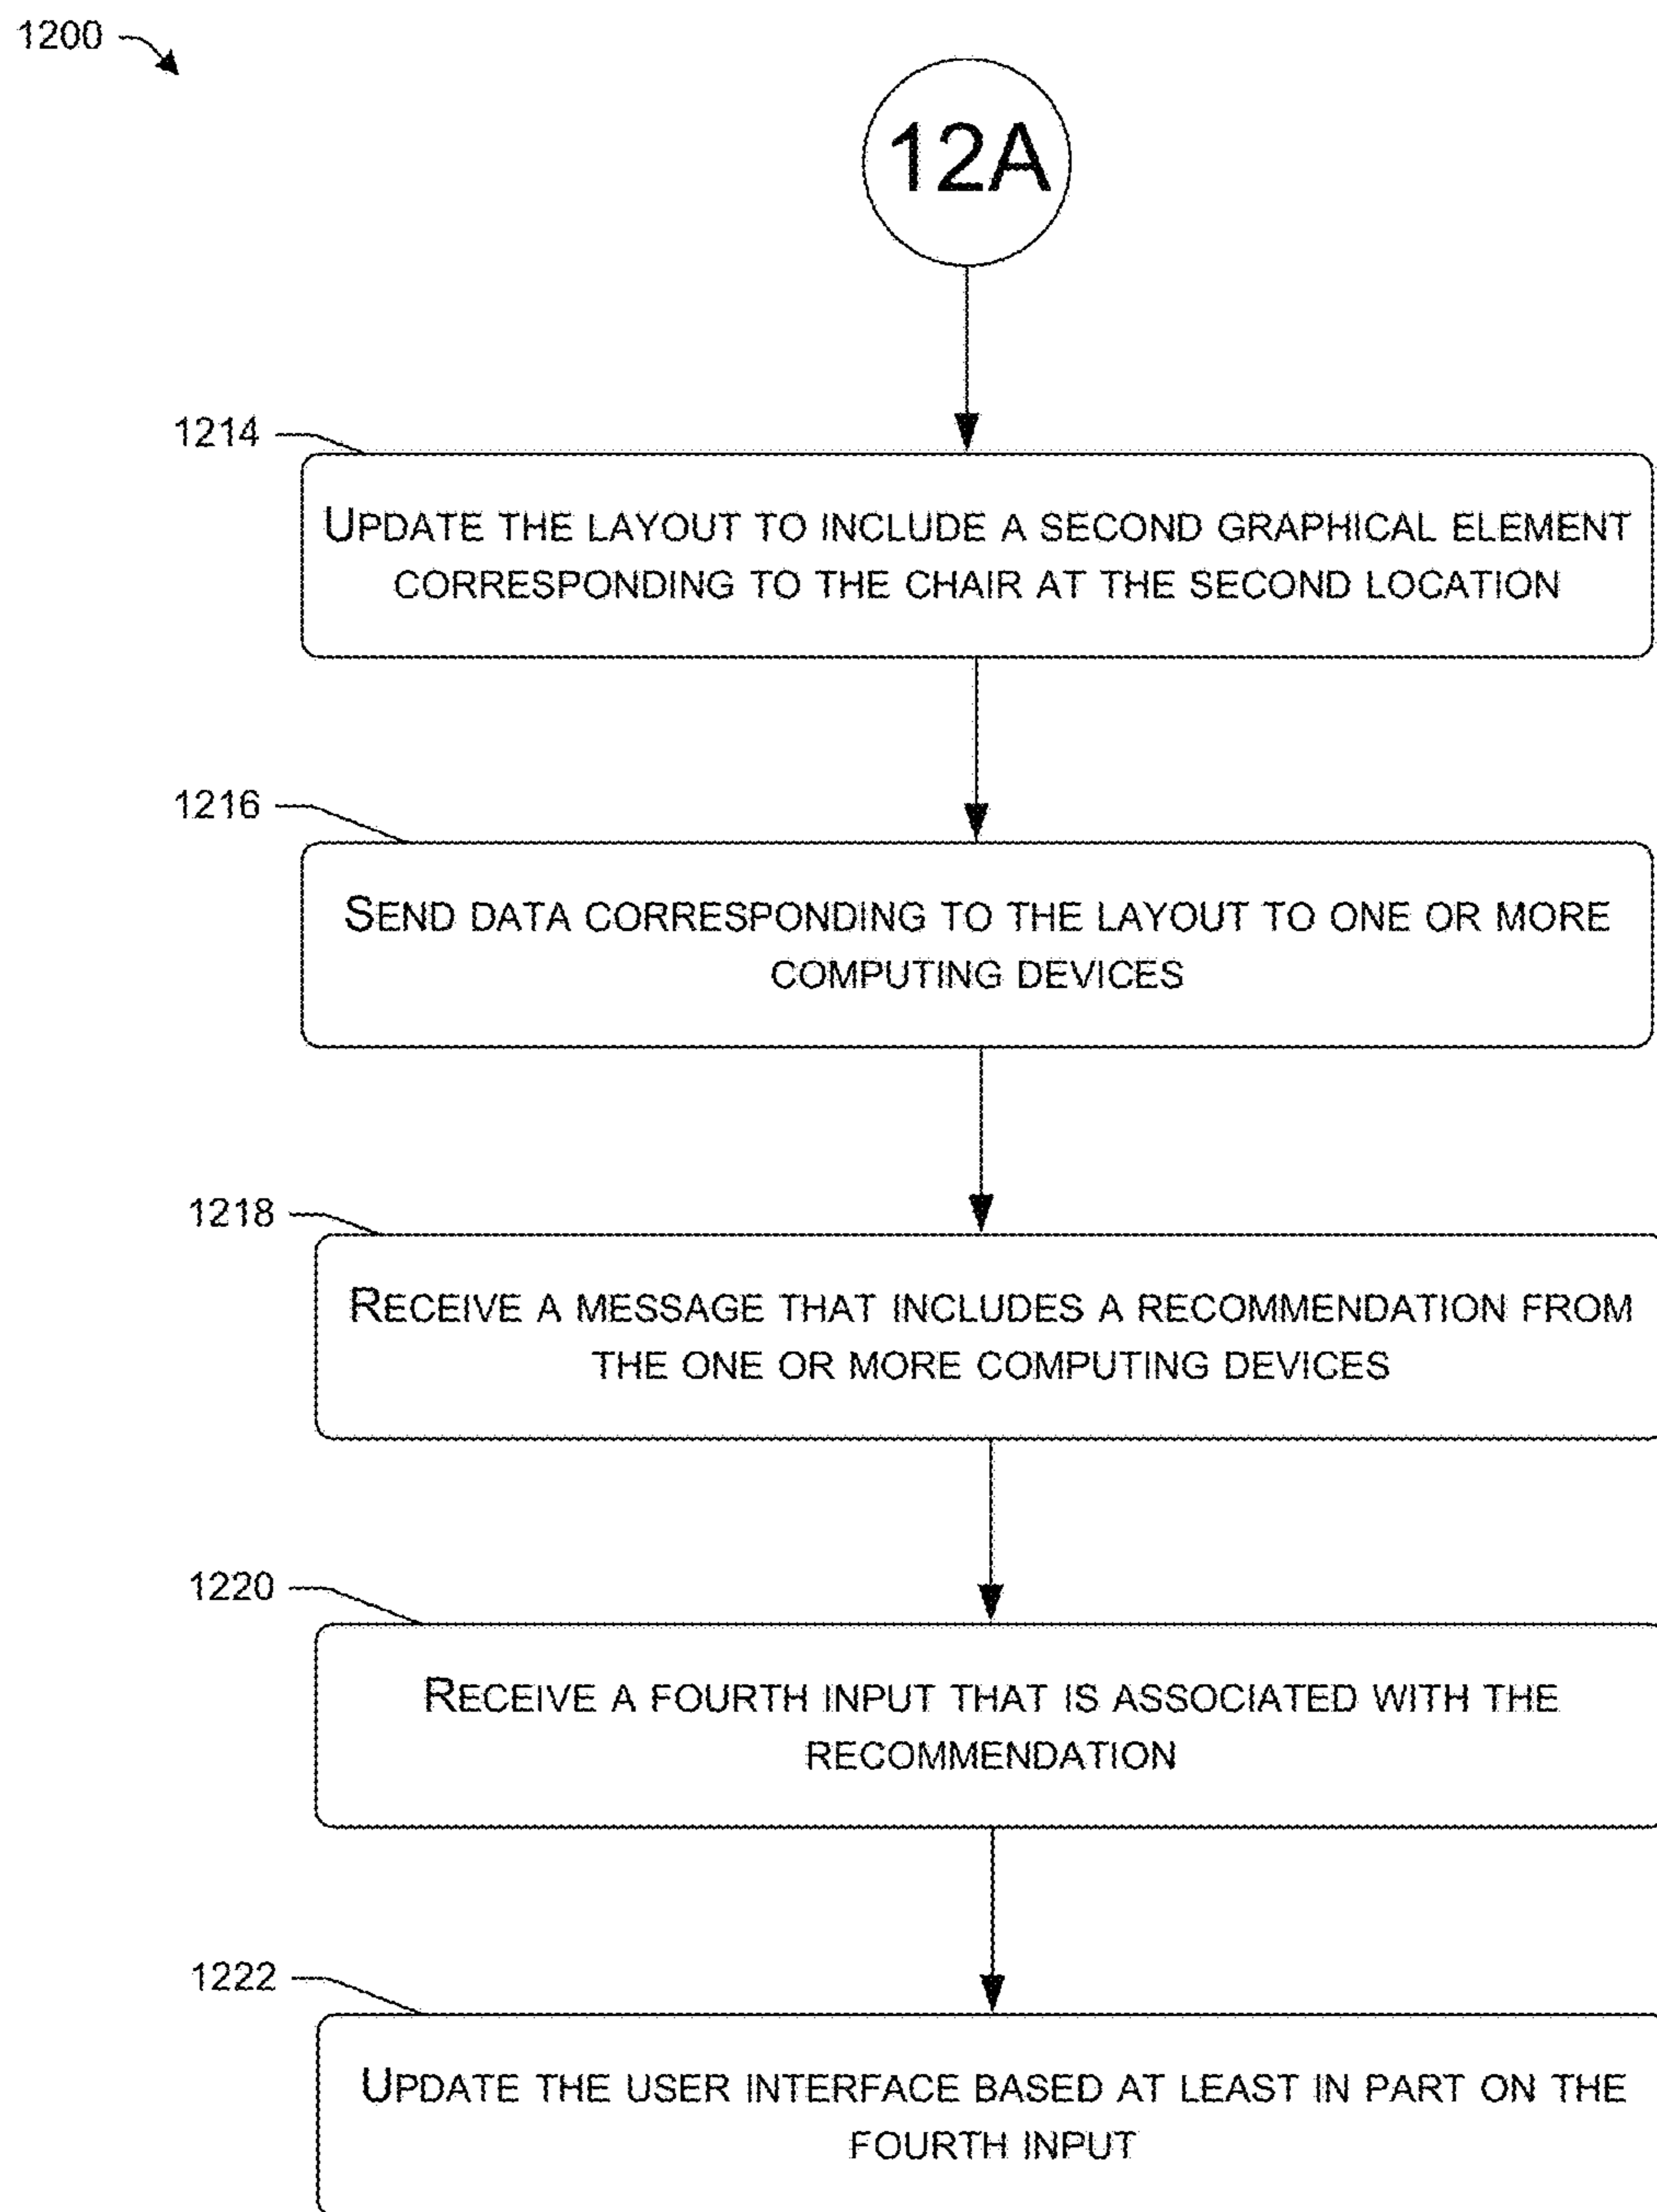 1200
12A
1214
UPDATE THE LAYOUT TO INCLUDE A SECOND GRAPHICAL ELEMENT
CORRESPONDING TO THE CHAIR AT THE SECOND LOCATION
1216
SEND DATA CORRESPONDING TO THE LAYOUT TO ONE OR MORE
COMPUTING DEVICES
1218
RECEIVE A MESSAGE THAT INCLUDES A RECOMMENDATION FROM
THE ONE OR MORE COMPUTING DEVICES
1220
RECEIVE A FOURTH INPUT THAT IS ASSOCIATED WITH THE
RECOMMENDATION
1222
UPDATE THE USER INTERFACE BASED AT LEAST IN PART ON THE
FOURTH INPUT